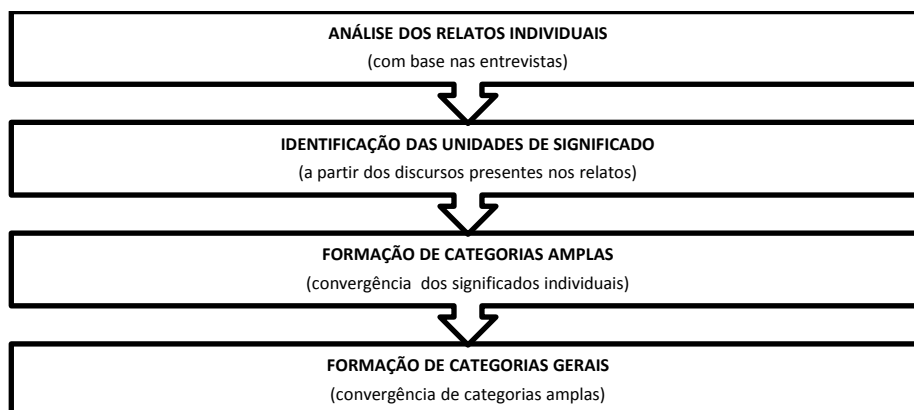 ANÁLISE DOS RELATOS INDIVIDUAIS
(com base nas entrevistas)
IDENTIFICAÇÃO DAS UNIDADES DE SIGNIFICADO
(a partir dos discursos presentes nos relatos)
FORMAÇÃO DE CATEGORIAS AMPLAS
(convergência dos significados individuais)
FORMAÇÃO DE CATEGORIAS GERAIS
(convergência de categorias amplas)